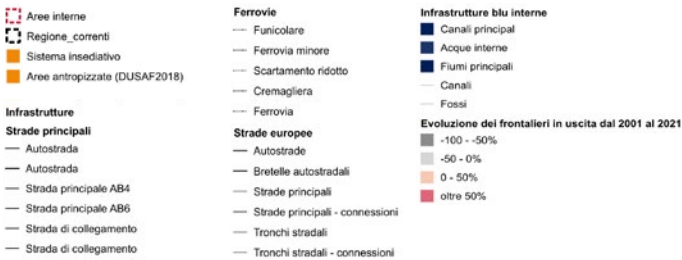 Aree interne
Regione_correnti
Sistema insediativo
Aree antropizzate (DUSAF2018)
Infrastrutture
Strade principali
Autostrada
Autostrada
Strada principale AB4
Strada principale AB6
Strada di collegamento
Strada di collegamento
Ferrovie
Funicolare
Ferrovia minore
Scartamento ridotto
Cremagliera
Ferrovia
Strade europee
Autostrade
Bretelle autostradali
Strade principali
Strade principali - connessioni
Tronchi stradali
Tronchi stradali - connessioni
Infrastrutture blu interne
Canali principal
Acque interne
Fiumi principali
Canali
Fossi
Evoluzione dei frontalieri in uscita dal 2001 al 2021
-100 - -50%
-50 - 0%
0 - 50%
oltre 50%